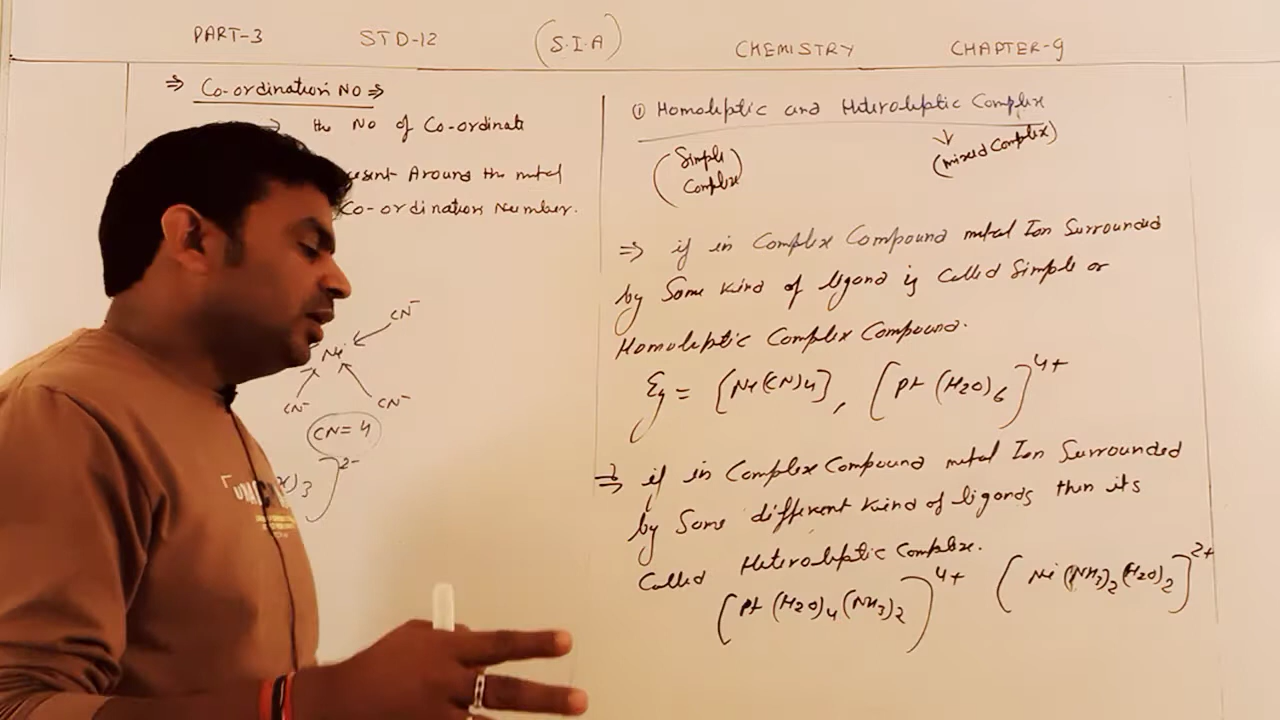 PART-3 STD-12 (S.I.A) CHEMISTRY CHAPTER-9
⇒ Co-ordination No ⇒
the No of Co-ordinate
Around the metal
Co-ordination Number.
CN⁻
Ni
CN⁻ CN⁻
CN = 4
)3]2-
① Homoleptic and Heteroleptic Complex
(Simple Complex)
(mixed Complex)
⇒ if in Complex Compound metal Ion Surrounded
by Same kind of ligand is called Simple or
Homoleptic Complex Compound.
Eg = [Ni(CN)4], [Pt(H2O)6]4+
⇒ if in Complex Compound metal Ion Surrounded
by Some different kind of ligands then its
Called Heteroleptic Complex.
[Pt(H2O)4(NH3)2]4+ [Ni(NH3)2(H2O)2]2+